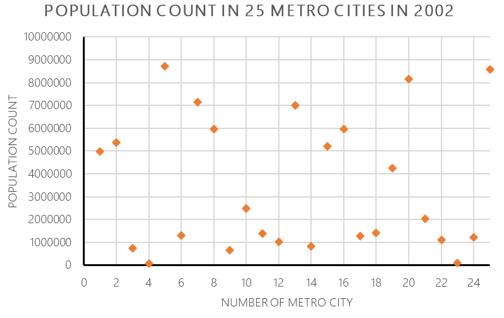 POPULATION COUNT IN 25 METRO CITIES IN 2002
10000000
9000000
8000000
7000000
6000000
5000000
4000000
3000000
2000000
1000000
0
POPULATION COUNT
0 2 4 6 8 10 12 14 16 18 20 22 24
NUMBER OF METRO CITY